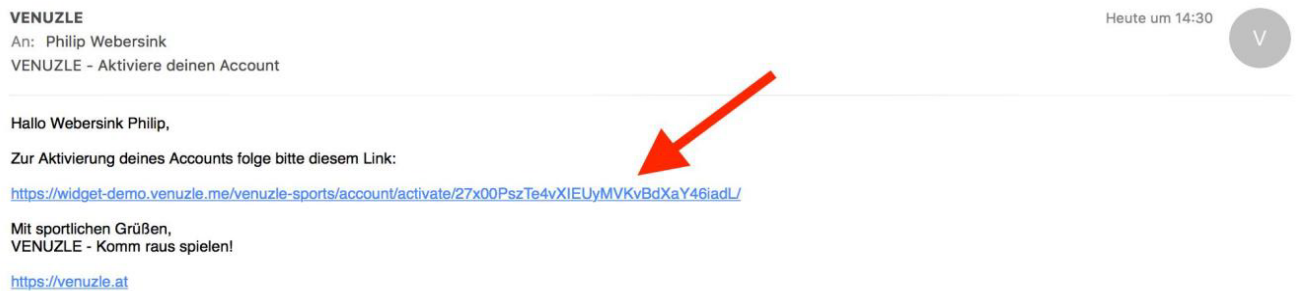 VENUZLE
Heute um 14:30
V
An: Philip Webersink
VENUZLE - Aktiviere deinen Account
Hallo Webersink Philip,
Zur Aktivierung deines Accounts folge bitte diesem Link:
https://widget-demo.venuzle.me/venuzle-sports/account/activate/27x00PszTe4vXIEUyMVKvBdXaY46iadL/
Mit sportlichen Grüßen,
VENUZLE - Komm raus spielen!
https://venuzle.at